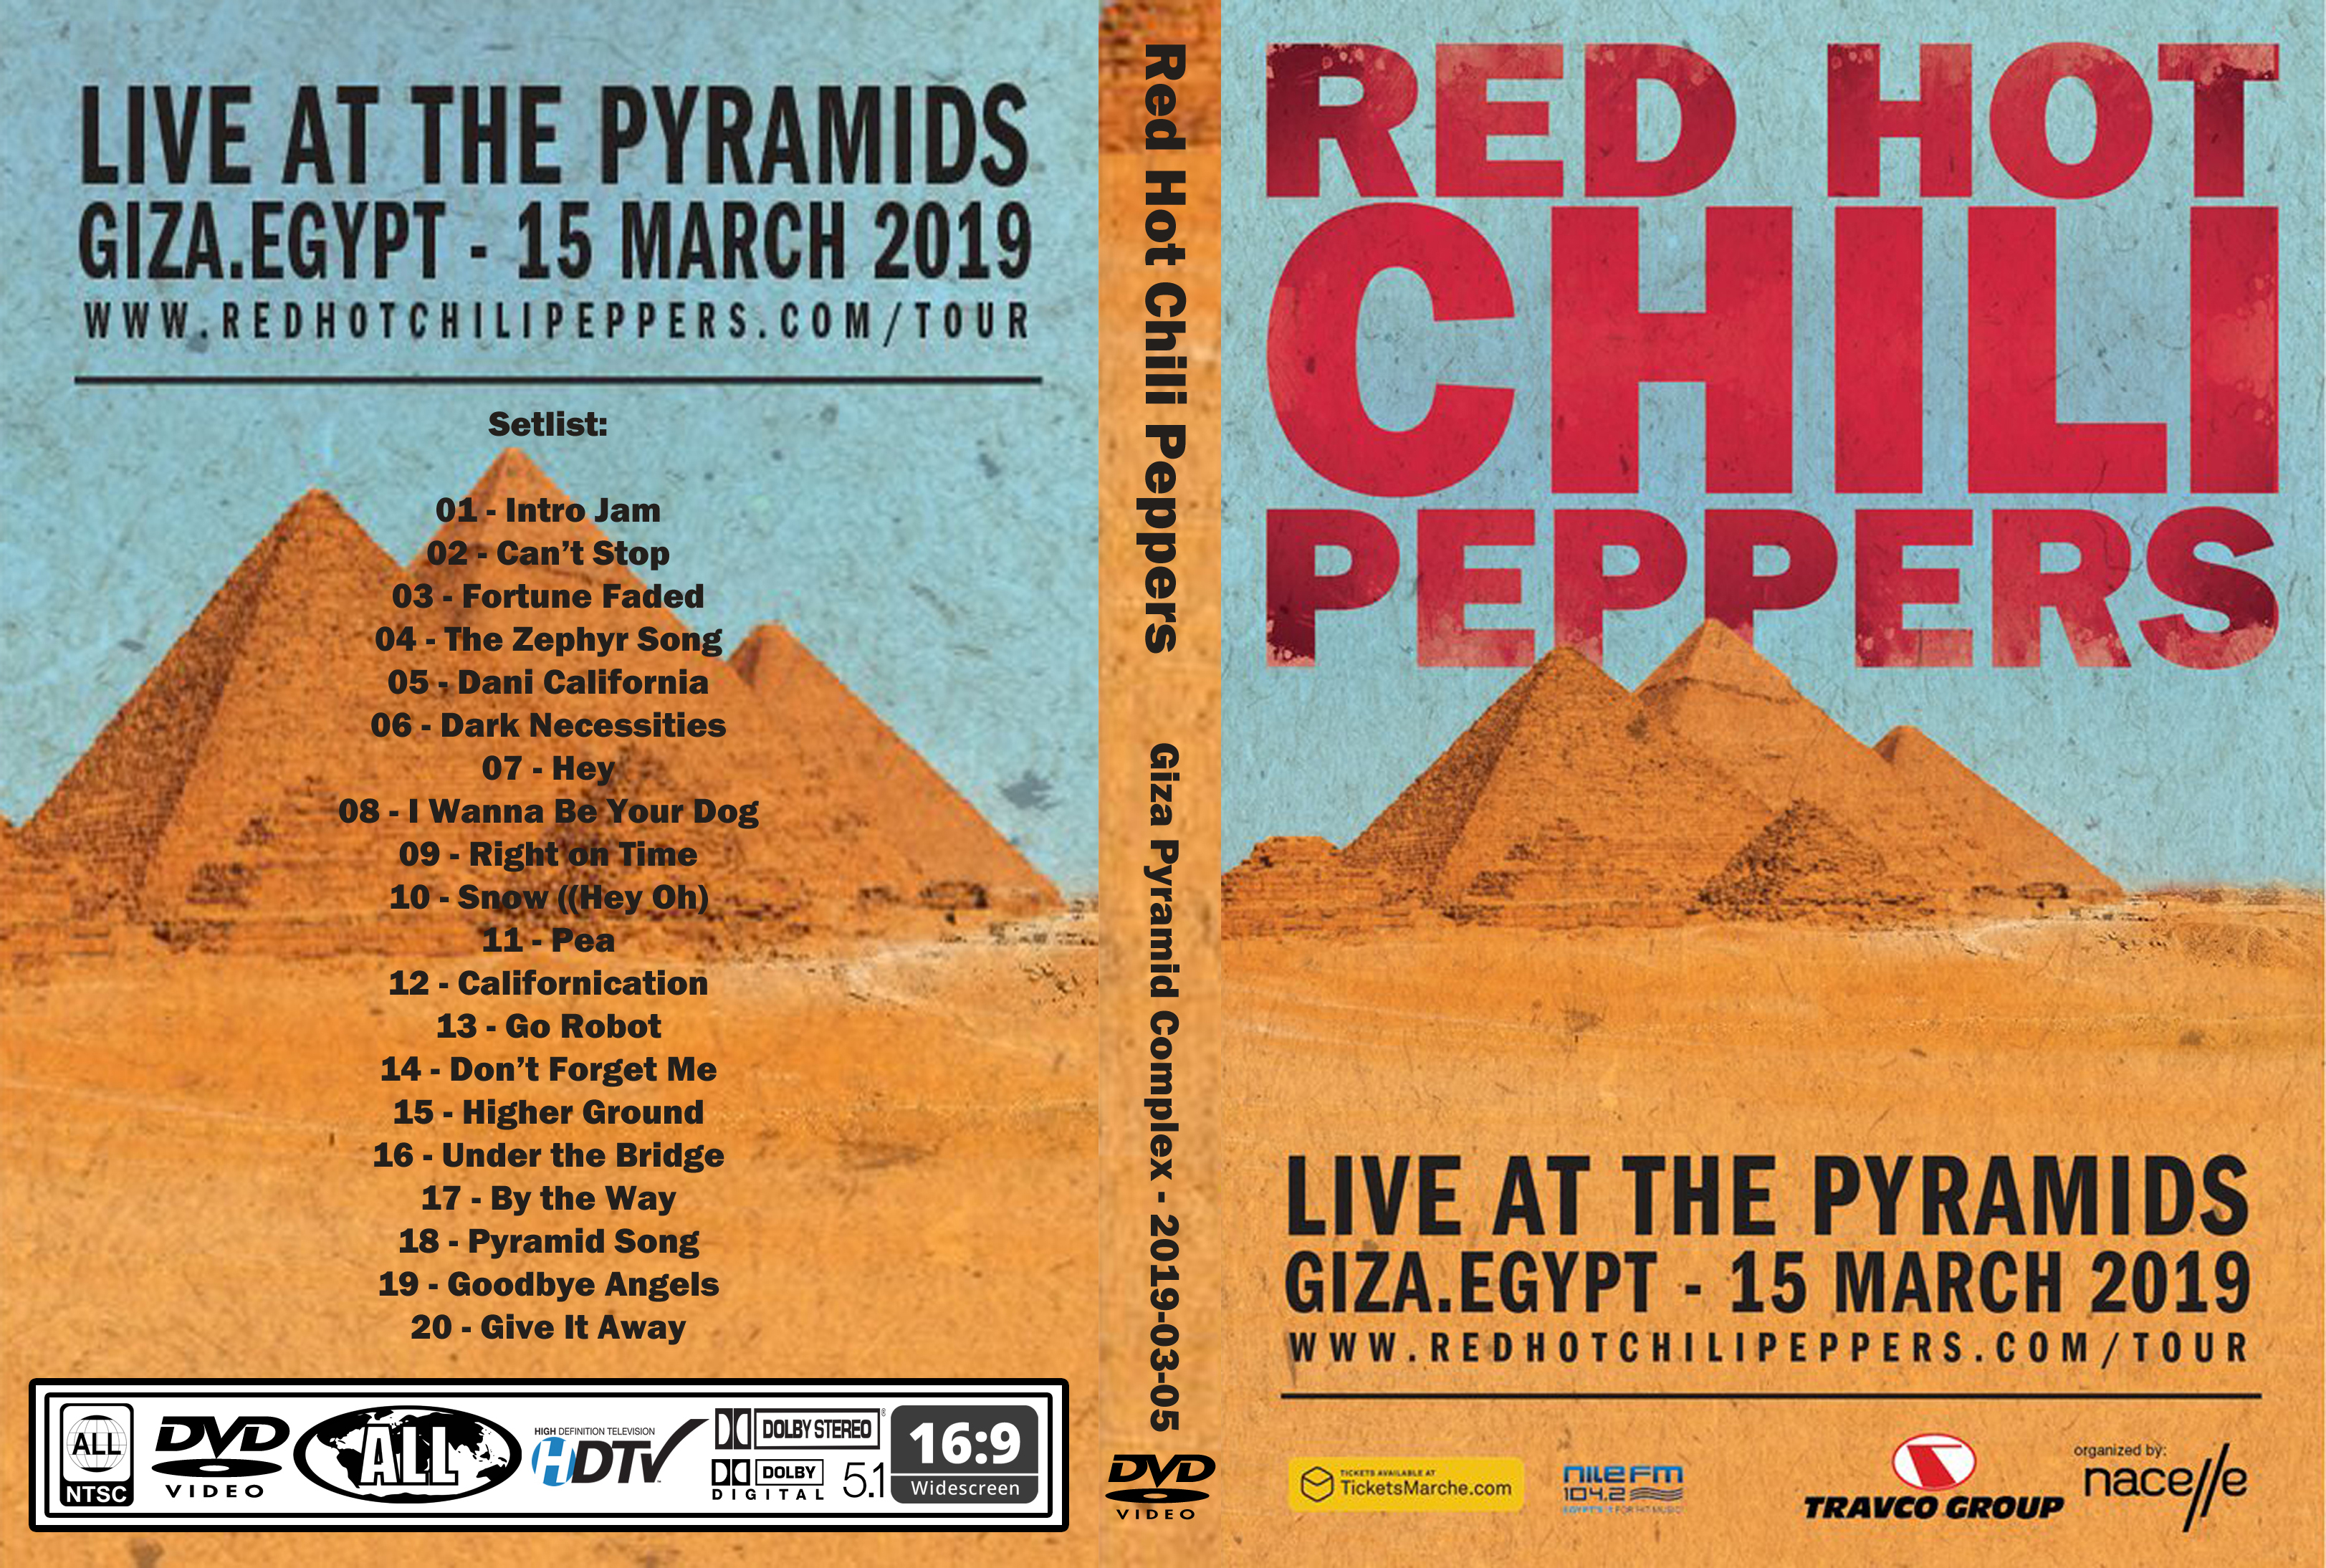 LIVE AT THE PYRAMIDS
GIZA.EGYPT - 15 MARCH 2019
WWW.REDHOTCHILIPEPPERS.COM/TOUR
Setlist:
01 - Intro Jam
02 - Can’t Stop
03 - Fortune Faded
04 - The Zephyr Song
05 - Dani California
06 - Dark Necessities
07 - Hey
08 - I Wanna Be Your Dog
09 - Right on Time
10 - Snow ((Hey Oh)
11 - Pea
12 - Californication
13 - Go Robot
14 - Don’t Forget Me
15 - Higher Ground
16 - Under the Bridge
17 - By the Way
18 - Pyramid Song
19 - Goodbye Angels
20 - Give It Away
ALL
NTSC
DVD
VIDEO
ALL
HIGH DEFINITION TELEVISION
HDTV
DOLBY STEREO®
DOLBY
DIGITAL 5.1
16:9
Widescreen
Red Hot Chili Peppers Giza Pyramid Complex - 2019-03-05
DVD
VIDEO
RED HOT
CHILI
PEPPERS
LIVE AT THE PYRAMIDS
GIZA.EGYPT - 15 MARCH 2019
WWW.REDHOTCHILIPEPPERS.COM/TOUR
TICKETS AVAILABLE AT
TicketsMarche.com
NILE FM
104.2
EGYPT'S #1 FOR HIT MUSIC
TRAVCO GROUP
organized by:
nacelle